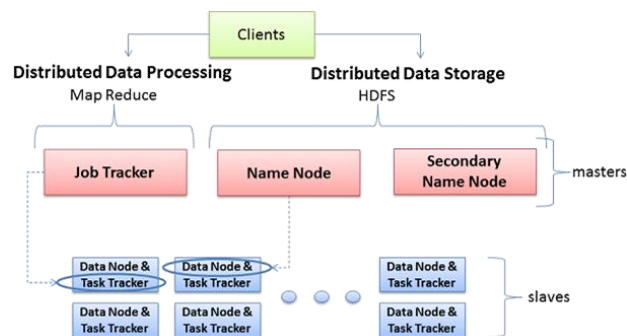 Clients
Distributed Data Processing
Map Reduce
Distributed Data Storage
HDFS
Job Tracker
Name Node
Secondary
Name Node
masters
Data Node &
Task Tracker
Data Node &
Task Tracker
Data Node &
Task Tracker
slaves
Data Node &
Task Tracker
Data Node &
Task Tracker
Data Node &
Task Tracker